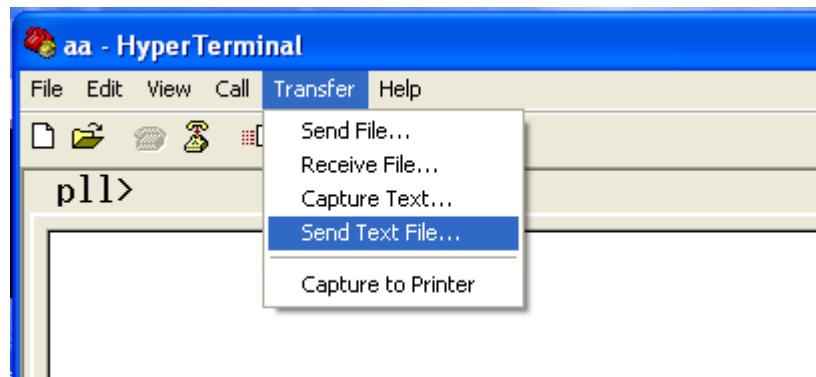 aa - HyperTerminal
File Edit View Call Transfer Help
Send File...
Receive File...
Capture Text...
Send Text File...
Capture to Printer
pll>